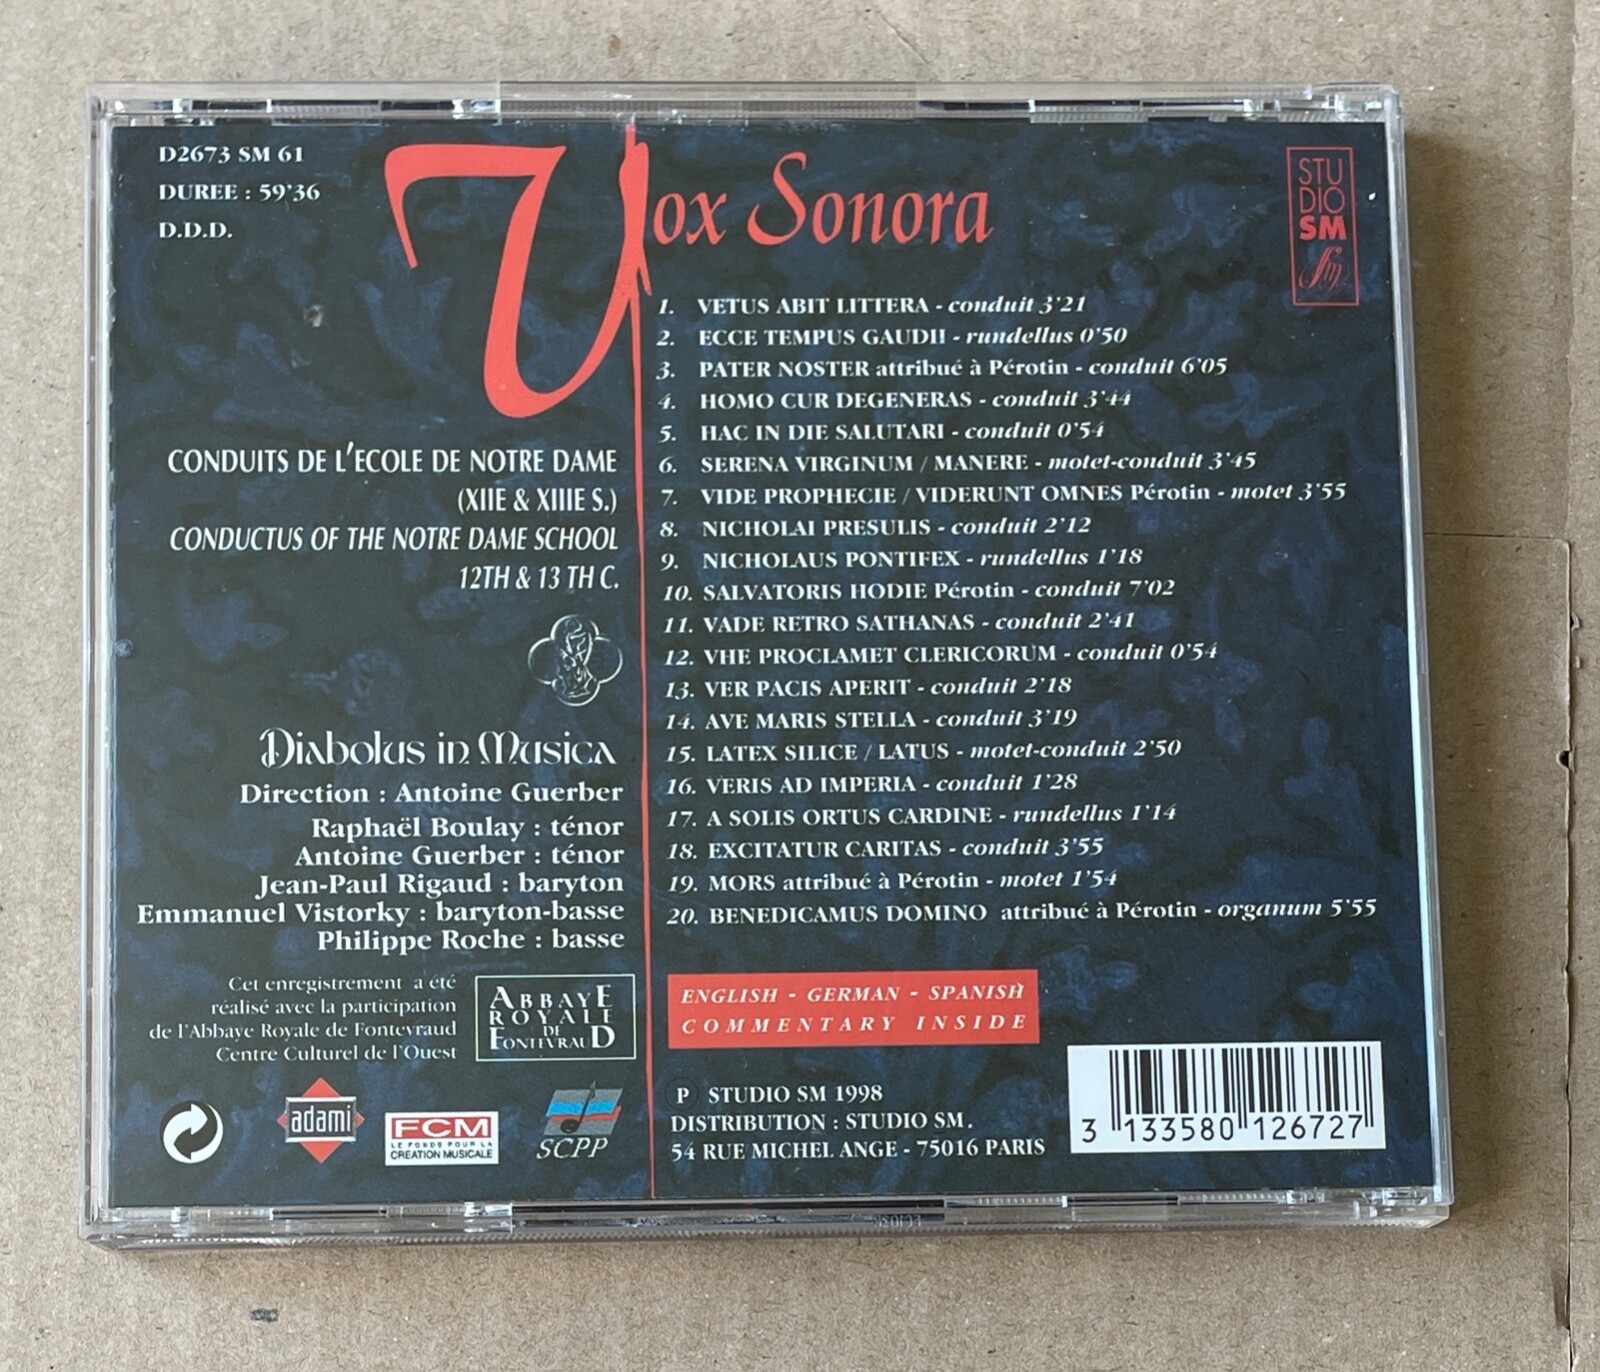 D2673 SM 61
DUREE : 59'36
D.D.D.
Vox Sonora
STU
DIO
SM
1. VETUS ABIT LITTERA - conduit 3'21
2. ECCE TEMPUS GAUDII - rundellus 0'50
3. PATER NOSTER attribué à Pérotin - conduit 6'05
4. HOMO CUR DEGENERAS - conduit 3'44
5. HAC IN DIE SALUTARI - conduit 0'54
6. SERENA VIRGINUM / MANERE - motet-conduit 3'45
7. VIDE PROPHECIE / VIDERUNT OMNES Pérotin - motet 3'55
8. NICHOLAI PRESULIS - conduit 2'12
9. NICHOLAUS PONTIFEX - rundellus 1'18
10. SALVATORIS HODIE Pérotin - conduit 7'02
11. VADE RETRO SATHANAS - conduit 2'41
12. VHE PROCLAMET CLERICORUM - conduit 0'54
13. VER PACIS APERIT - conduit 2'18
14. AVE MARIS STELLA - conduit 3'19
15. LATEX SILICE / LATUS - motet-conduit 2'50
16. VERIS AD IMPERIA - conduit 1'28
17. A SOLIS ORTUS CARDINE - rundellus 1'14
18. EXCITATUR CARITAS - conduit 3'55
19. MORS attribué à Pérotin - motet 1'54
20. BENEDICAMUS DOMINO attribué à Pérotin - organum 5'55
CONDUITS DE L'ECOLE DE NOTRE DAME
(XIIE & XIIIE S.)
CONDUCTUS OF THE NOTRE DAME SCHOOL
12TH & 13 TH C.
Diabolus in Musica
Direction : Antoine Guerber
Raphaël Boulay : ténor
Antoine Guerber : ténor
Jean-Paul Rigaud : baryton
Emmanuel Vistorky : baryton-basse
Philippe Roche : basse
Cet enregistrement a été
réalisé avec la participation
de l'Abbaye Royale de Fontevraud
Centre Culturel de l'Ouest
ABBAYE
ROYALE
DE
FONTEVRAUD
ENGLISH - GERMAN - SPANISH
COMMENTARY INSIDE
adami
FCM
LE FONDS POUR LA
CREATION MUSICALE
SCPP
P STUDIO SM 1998
DISTRIBUTION : STUDIO SM.
54 RUE MICHEL ANGE - 75016 PARIS
3 133580 126727